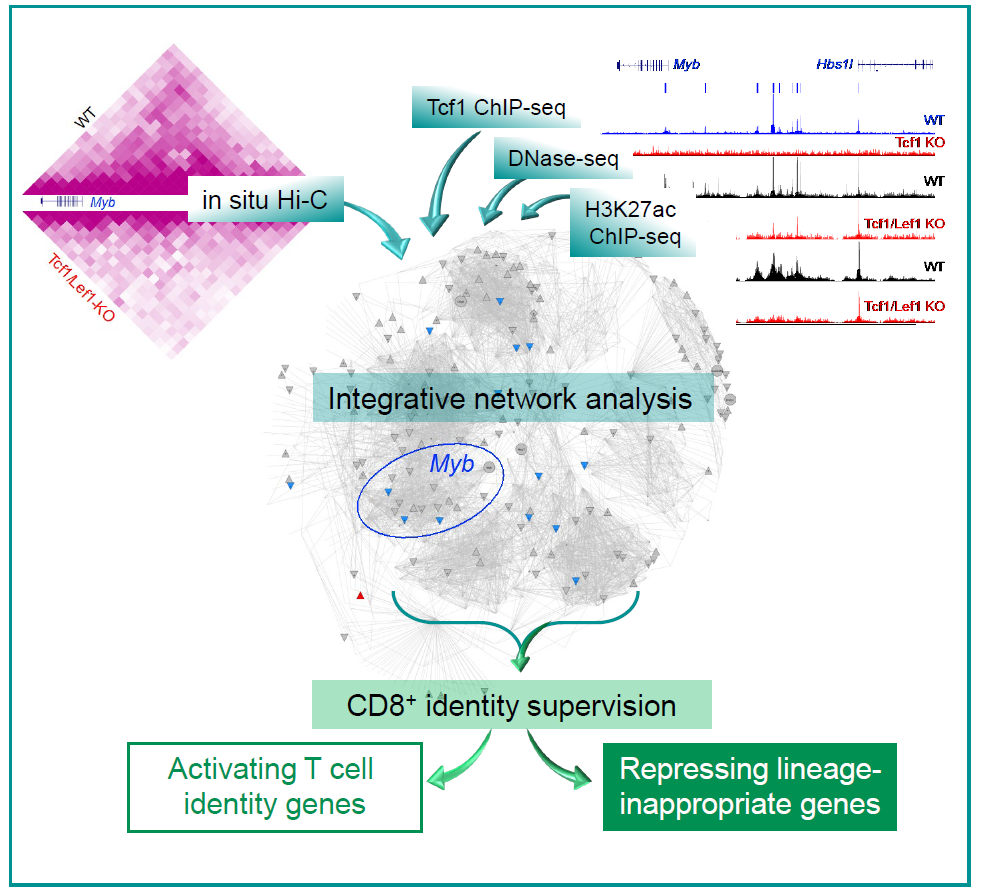 WT
Myb
Tcf1/Lef1-KO
in situ Hi-C
Tcf1 ChIP-seq
DNase-seq
H3K27ac
ChIP-seq
Myb
Hbs1l
WT
Tcf1 KO
WT
Tcf1/Lef1 KO
WT
Tcf1/Lef1 KO
Integrative network analysis
Myb
CD8⁺ identity supervision
Activating T cell
identity genes
Repressing lineage-
inappropriate genes